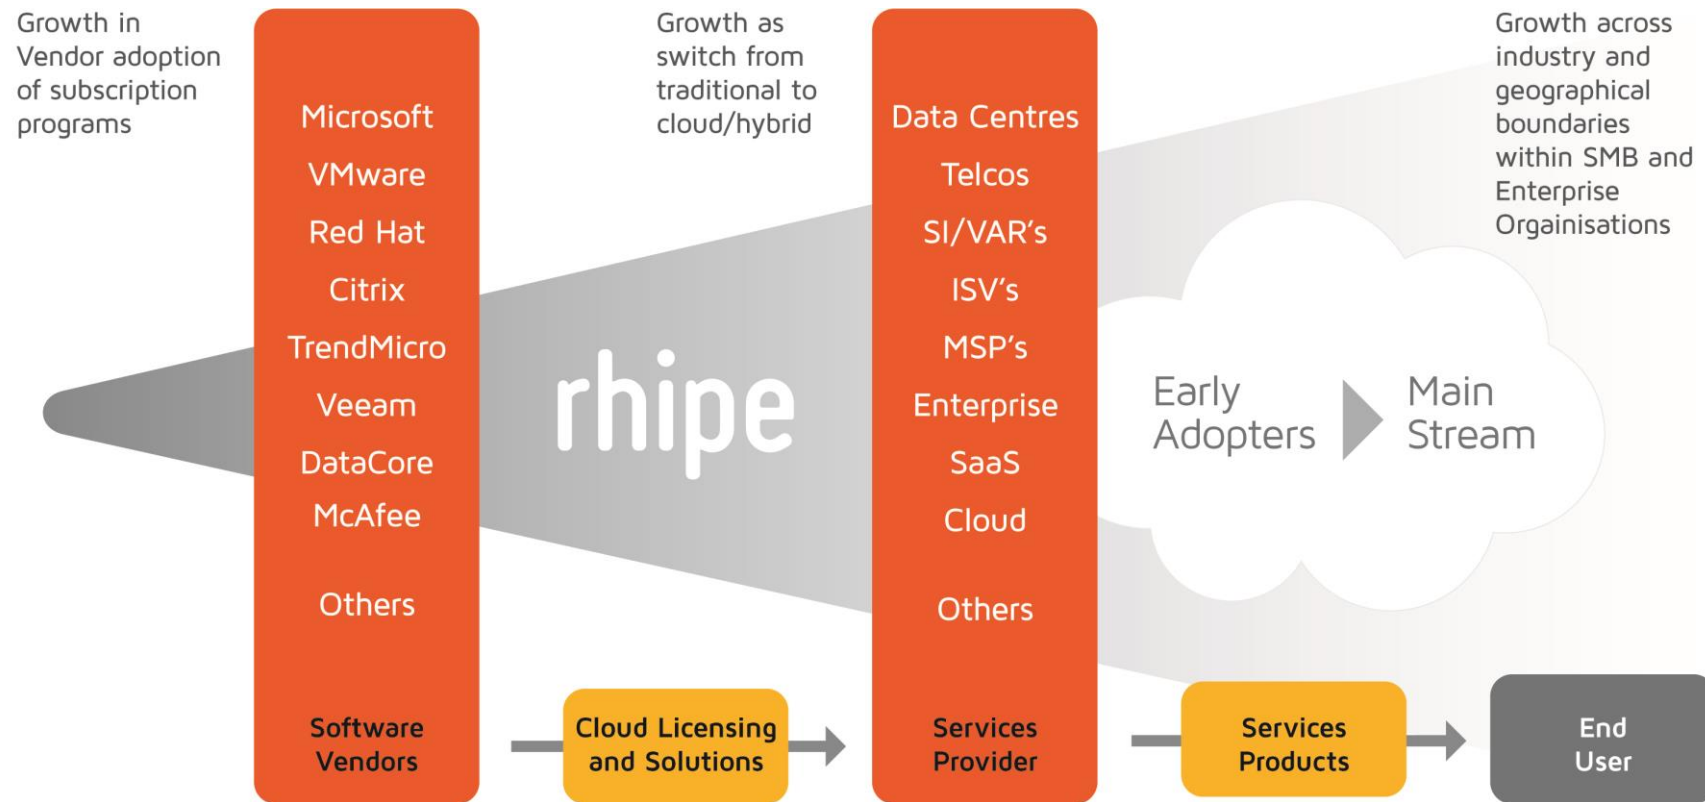 Growth in
Vendor adoption
of subscription
programs
Microsoft
VMware
Red Hat
Citrix
TrendMicro
Veeam
DataCore
McAfee
Others
Software
Vendors
Growth as
switch from
traditional to
cloud/hybrid
rhipe
Cloud Licensing
and Solutions
Data Centres
Telcos
SI/VAR's
ISV's
MSP's
Enterprise
SaaS
Cloud
Others
Services
Provider
Growth across
industry and
geographical
boundaries
within SMB and
Enterprise
Orgainisations
Early
Adopters
Main
Stream
Services
Products
End
User